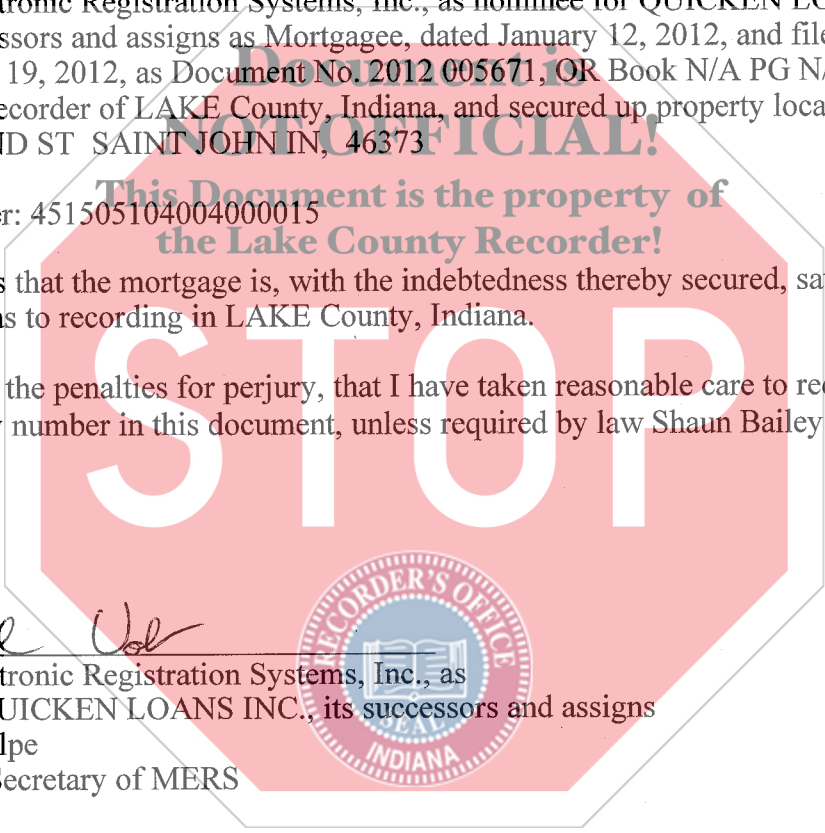 tronic Registration Systems, Inc., as nominee for QUICKEN LO
ssors and assigns as Mortgagee, dated January 12, 2012, and file
Document is
19, 2012, as Document No. 2012 005671, OR Book N/A PG N/
ecorder of LAKE County, Indiana, and secured up property loca
NOT OFFICIAL!
ND ST SAINT JOHN IN, 46373
This Document is the property of
er: 451505104004000015
the Lake County Recorder!
s that the mortgage is, with the indebtedness thereby secured, sa
as to recording in LAKE County, Indiana.
STOP
the penalties for perjury, that I have taken reasonable care to re
number in this document, unless required by law Shaun Bailey
RECORDER'S OFFICE
SEAL
INDIANA
tronic Registration Systems, Inc., as
UICKEN LOANS INC., its successors and assigns
lpe
Secretary of MERS